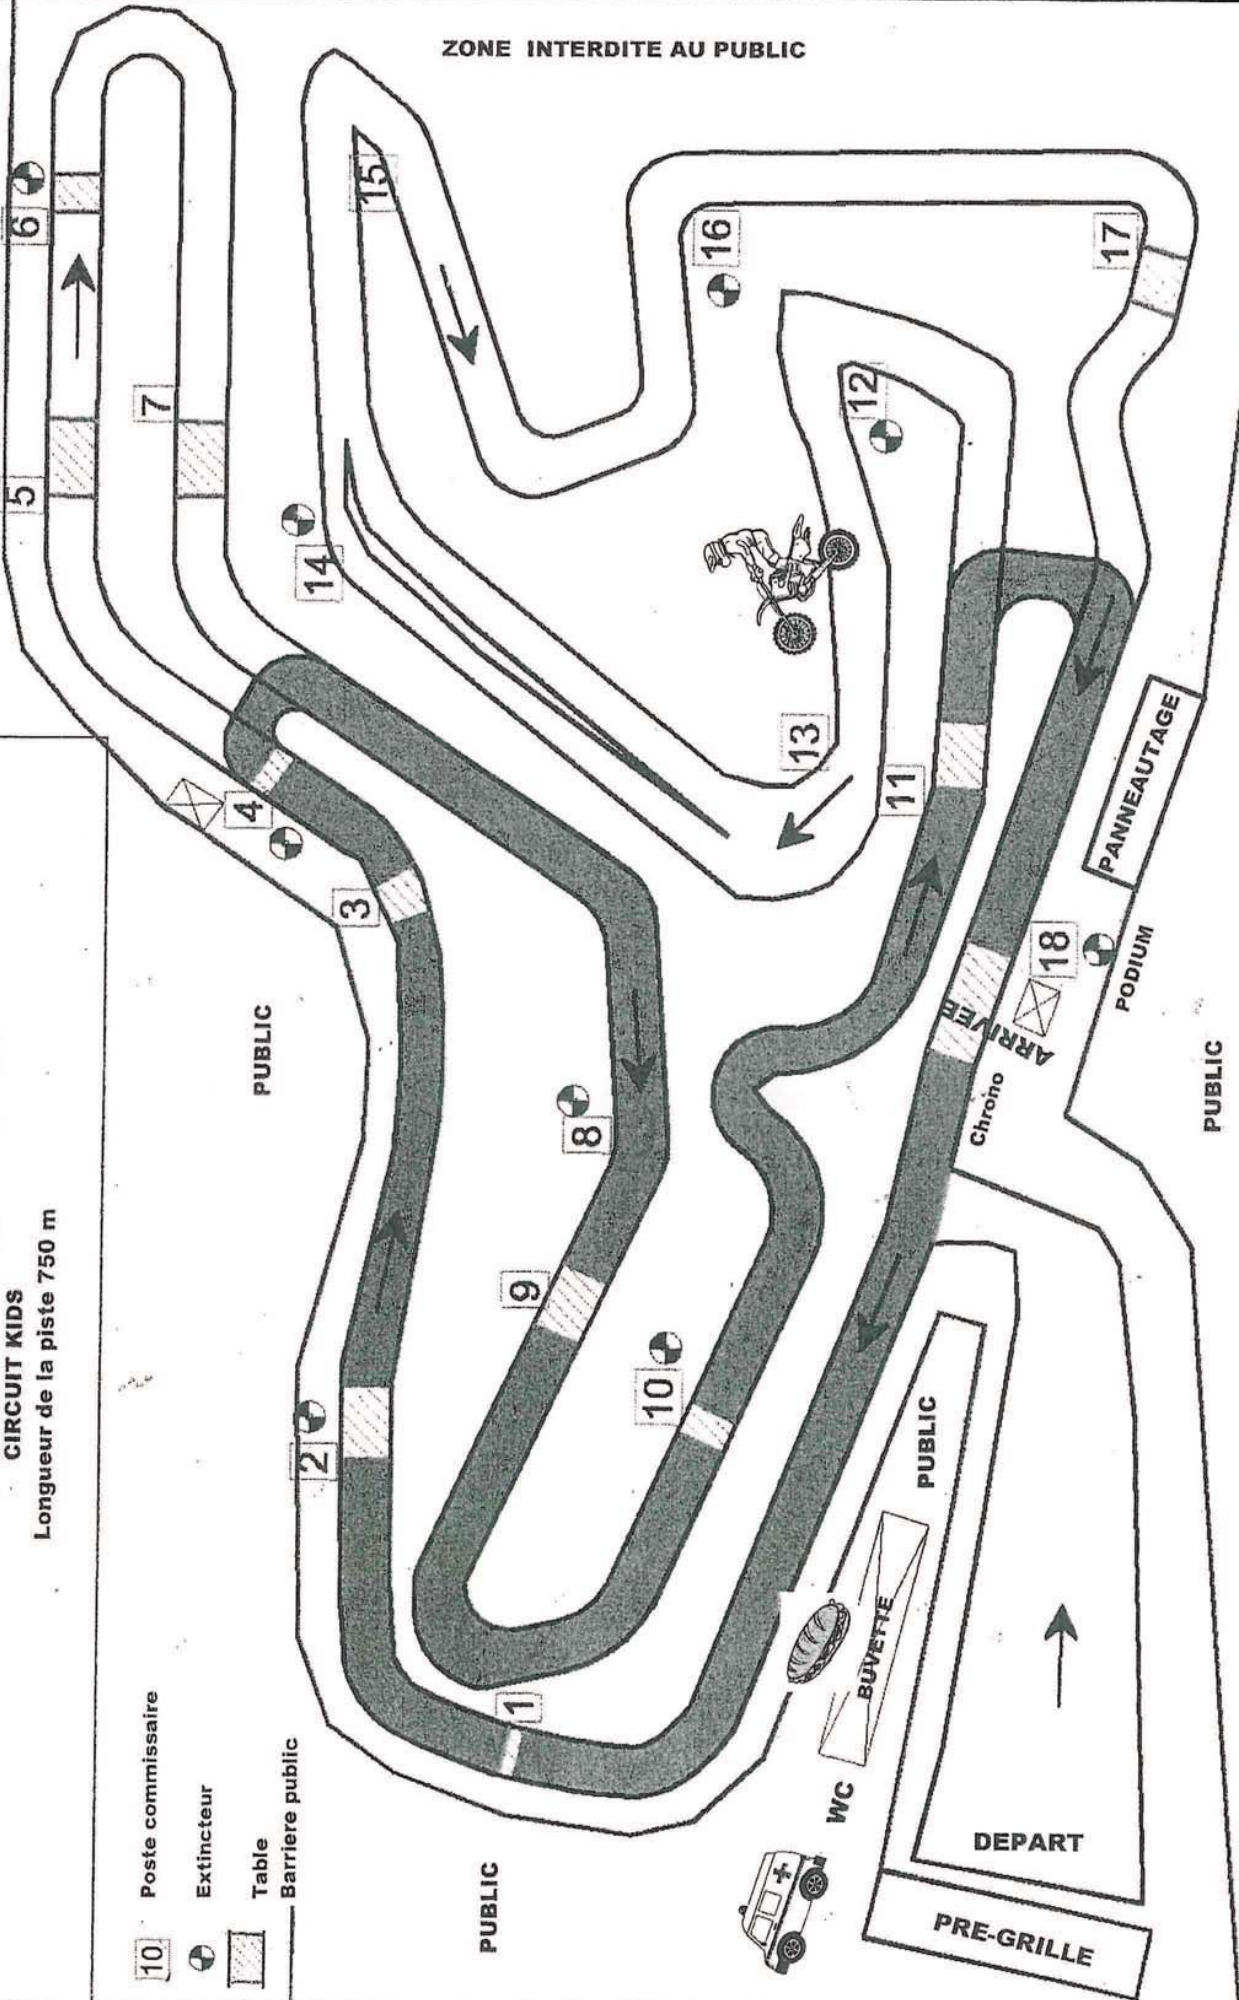 CIRCUIT KIDS
Longueur de la piste 750 m
10 Poste commissaire
Extincteur
Table
Barriere public
ZONE INTERDITE AU PUBLIC
PUBLIC
PUBLIC
PUBLIC
PUBLIC
1
2
3
4
5
6
7
8
9
10
11
12
13
14
15
16
17
18
ARRIVEE
Chrono
PODIUM
PANNEAUTAGE
BUVETTE
WC
DEPART
PRE-GRILLE